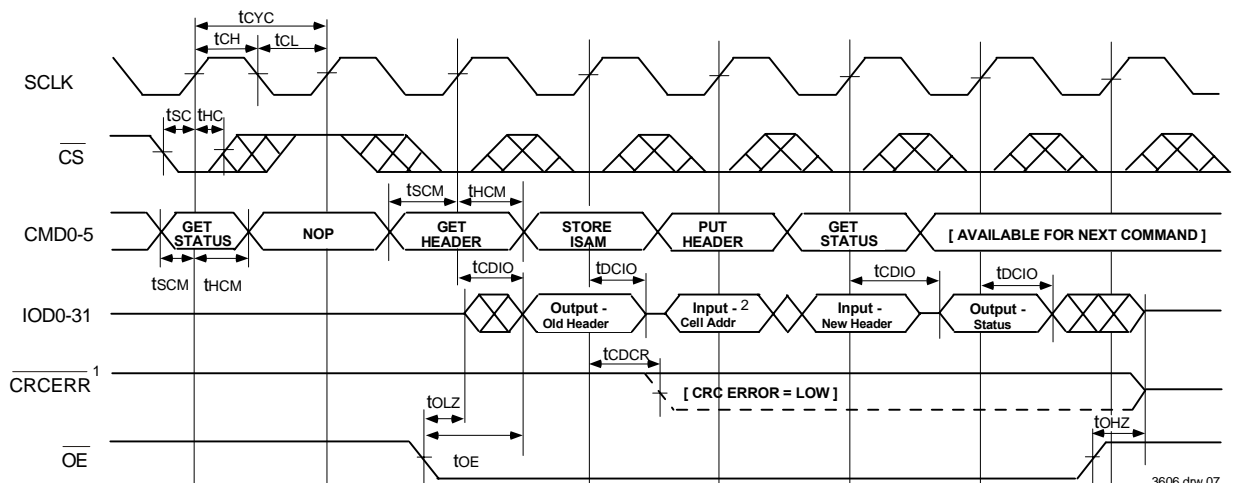 tCYC
tCH tCL
SCLK
tSC tHC
CS
tSCM tHCM
CMD0-5
GET STATUS
NOP
GET HEADER
STORE ISAM
PUT HEADER
GET STATUS
[ AVAILABLE FOR NEXT COMMAND ]
tSCM tHCM
tCDIO tDCIO tCDIO tDCIO
IOD0-31
Output - Old Header
Input - 2 Cell Addr
Input - New Header
Output - Status
tCDCR
CRCERR 1
[ CRC ERROR = LOW ]
tOLZ
tOHZ
tOE
OE
3606 drw 07